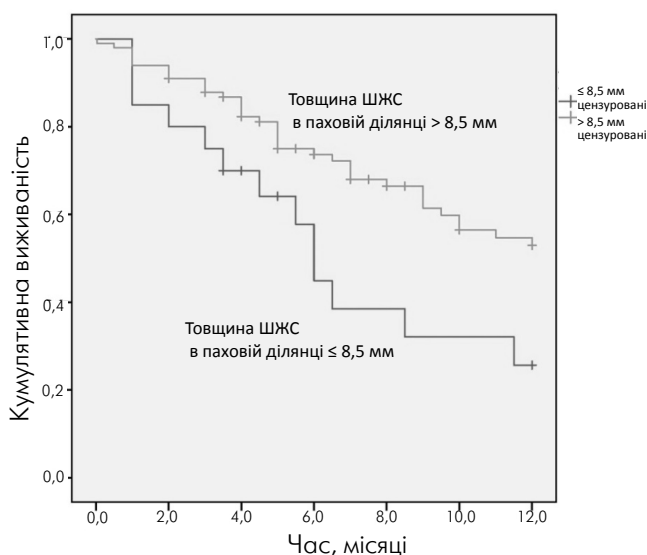 1,0
0,8
0,6
0,4
0,2
0,0
Кумулятивна виживаність
Товщина ШЖС
в паховій ділянці > 8,5 мм
Товщина ШЖС
в паховій ділянці ≤ 8,5 мм
≤ 8,5 мм
цензуровані
> 8,5 мм
цензуровані
0,0
2,0
4,0
6,0
8,0
10,0
12,0
Час, місяці